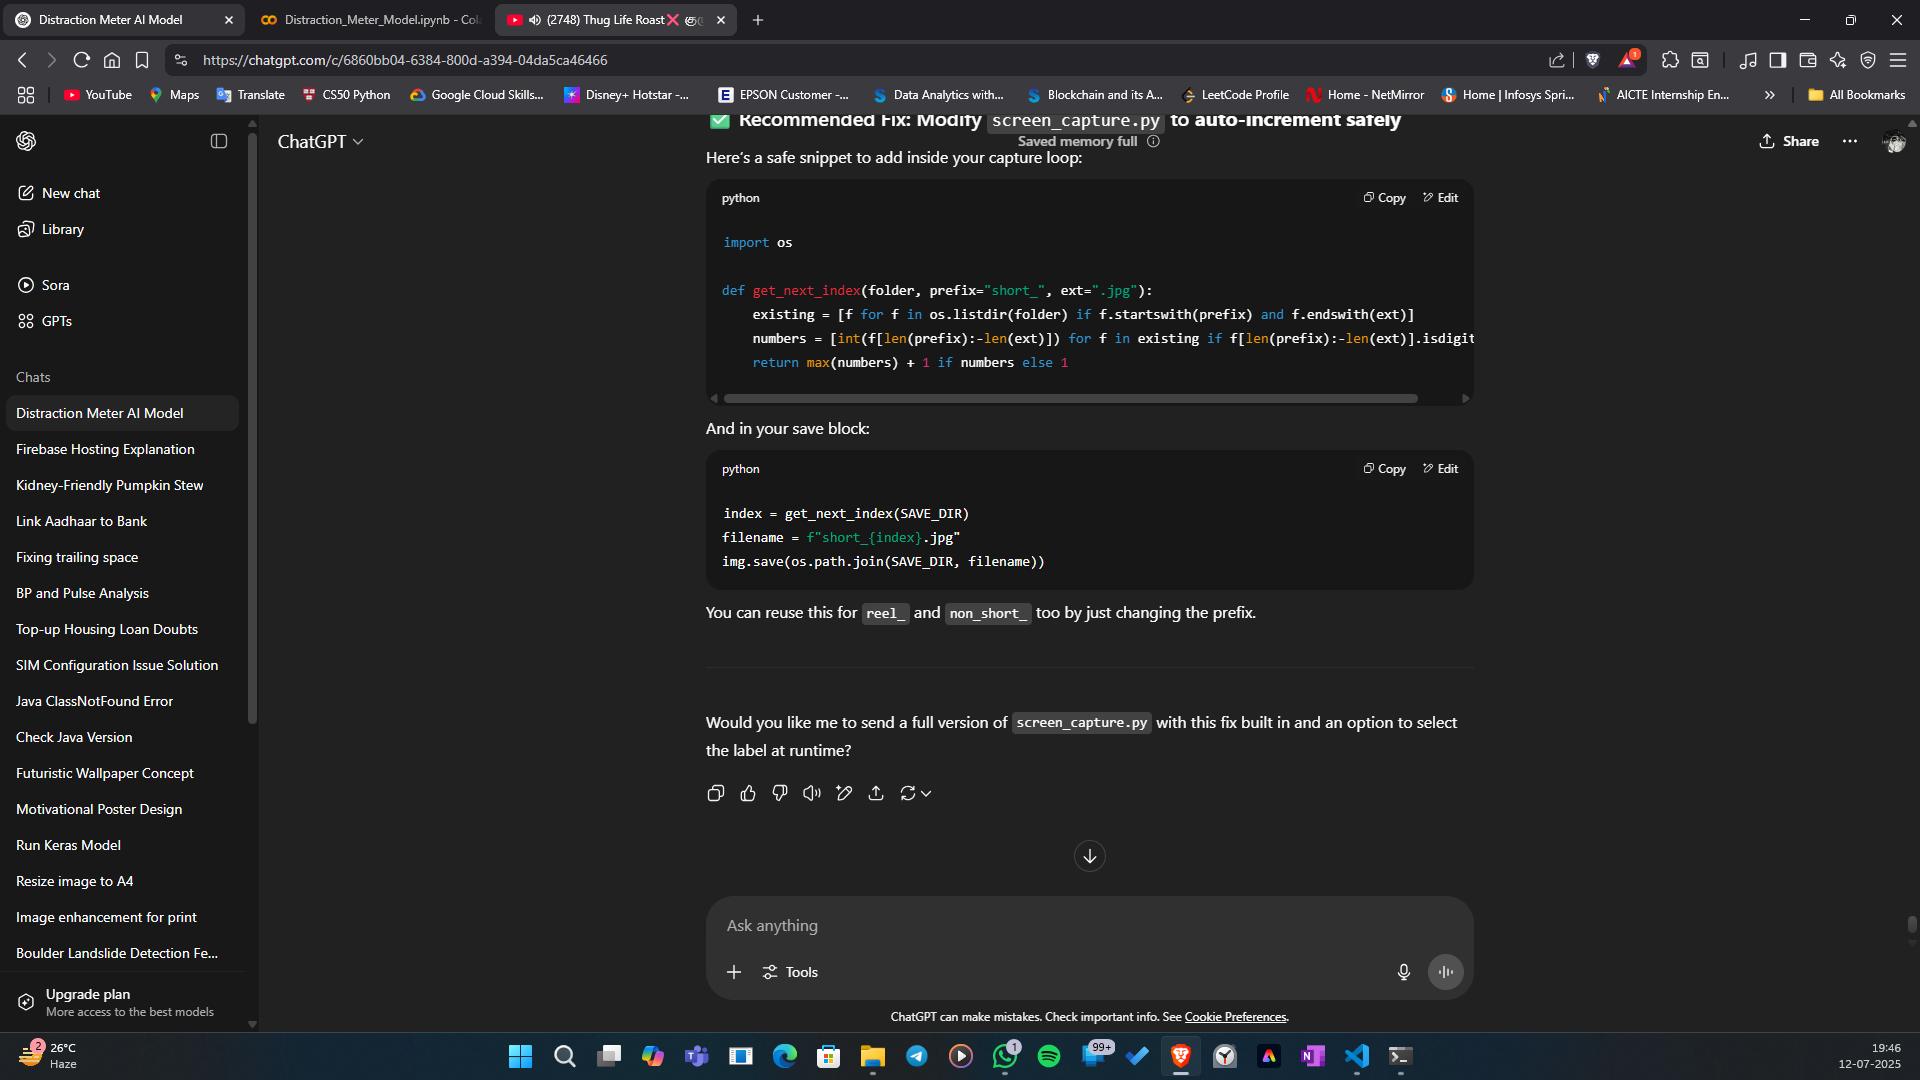 Distraction Meter AI Model
Distraction_Meter_Model.ipynb - Col
(2748) Thug Life Roast❌
https://chatgpt.com/c/6860bb04-6384-800d-a394-04da5ca46466
1
YouTube
Maps
Translate
CS50 Python
Google Cloud Skills...
Disney+ Hotstar -...
EPSON Customer -...
Data Analytics with...
Blockchain and its A...
LeetCode Profile
Home - NetMirror
Home | Infosys Spri...
AICTE Internship En...
All Bookmarks
ChatGPT
Saved memory full
Share
New chat
Library
Sora
GPTs
Chats
Distraction Meter AI Model
Firebase Hosting Explanation
Kidney-Friendly Pumpkin Stew
Link Aadhaar to Bank
Fixing trailing space
BP and Pulse Analysis
Top-up Housing Loan Doubts
SIM Configuration Issue Solution
Java ClassNotFound Error
Check Java Version
Futuristic Wallpaper Concept
Motivational Poster Design
Run Keras Model
Resize image to A4
Image enhancement for print
Boulder Landslide Detection Fe...
Upgrade plan
More access to the best models
✅ Recommended Fix: Modify screen_capture.py to auto-increment safely
Here's a safe snippet to add inside your capture loop:
python
Copy
Edit
import os
def get_next_index(folder, prefix="short_", ext=".jpg"):
    existing = [f for f in os.listdir(folder) if f.startswith(prefix) and f.endswith(ext)]
    numbers = [int(f[len(prefix):-len(ext)]) for f in existing if f[len(prefix):-len(ext)].isdigit
    return max(numbers) + 1 if numbers else 1
And in your save block:
python
Copy
Edit
index = get_next_index(SAVE_DIR)
filename = f"short_{index}.jpg"
img.save(os.path.join(SAVE_DIR, filename))
You can reuse this for reel_ and non_short_ too by just changing the prefix.
Would you like me to send a full version of screen_capture.py with this fix built in and an option to select
the label at runtime?
Ask anything
Tools
ChatGPT can make mistakes. Check important info. See Cookie Preferences.
2
26°C
Haze
1
99+
19:46
12-07-2025